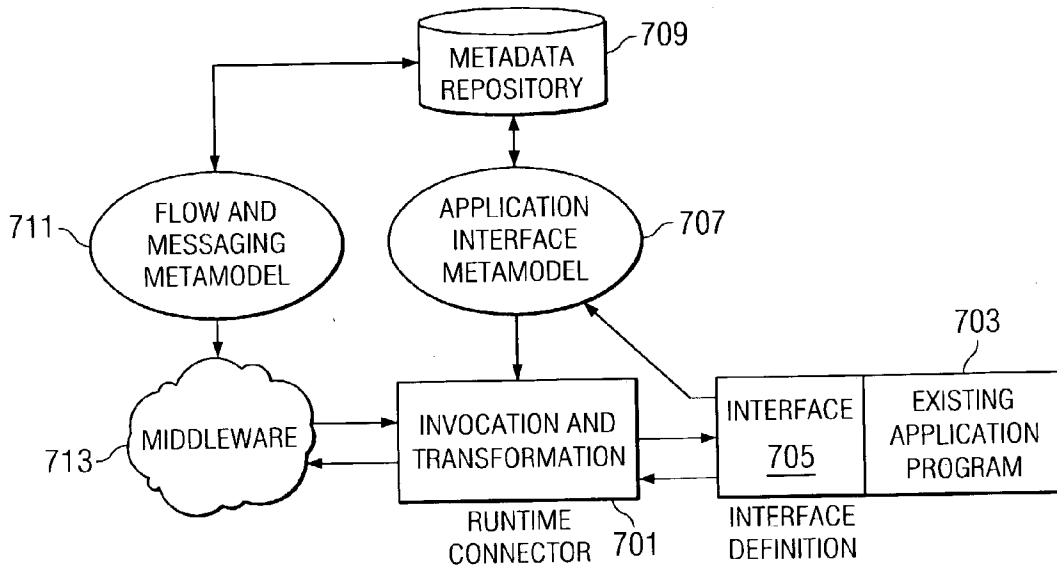 METADATA
REPOSITORY
709
711
FLOW AND
MESSAGING
METAMODEL
APPLICATION
INTERFACE
METAMODEL
707
703
713
MIDDLEWARE
INVOCATION AND
TRANSFORMATION
INTERFACE
705
EXISTING
APPLICATION
PROGRAM
RUNTIME
CONNECTOR
701
INTERFACE
DEFINITION